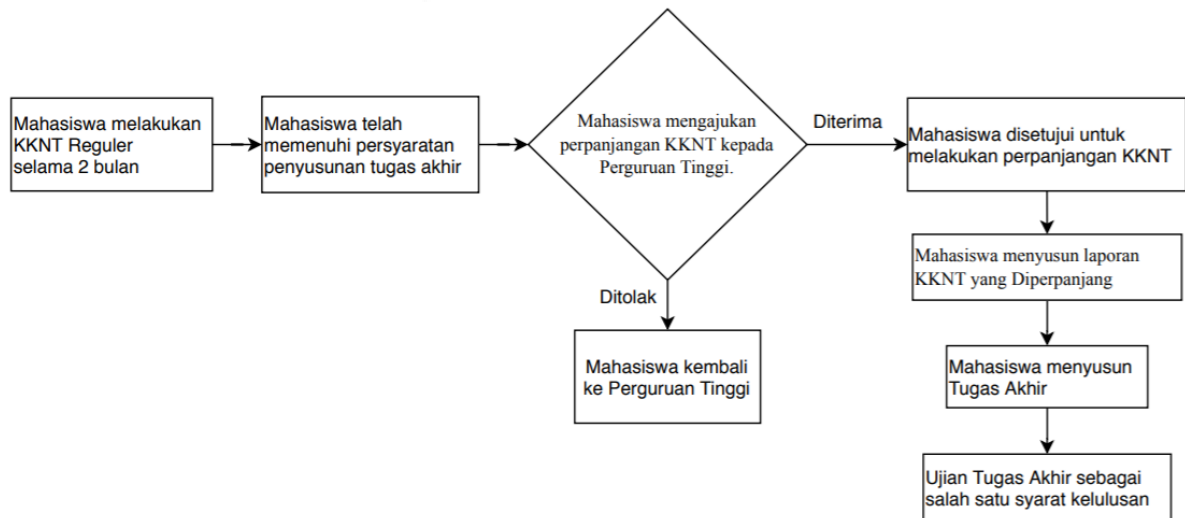 Mahasiswa melakukan
KKNT Reguler
selama 2 bulan
Mahasiswa telah
memenuhi persyaratan
penyusunan tugas akhir
Mahasiswa mengajukan
perpanjangan KKNT kepada
Perguruan Tinggi.
Diterima
Mahasiswa disetujui untuk
melakukan perpanjangan KKNT
Mahasiswa menyusun laporan
KKNT yang Diperpanjang
Ditolak
Mahasiswa kembali
ke Perguruan Tinggi
Mahasiswa menyusun
Tugas Akhir
Ujian Tugas Akhir sebagai
salah satu syarat kelulusan